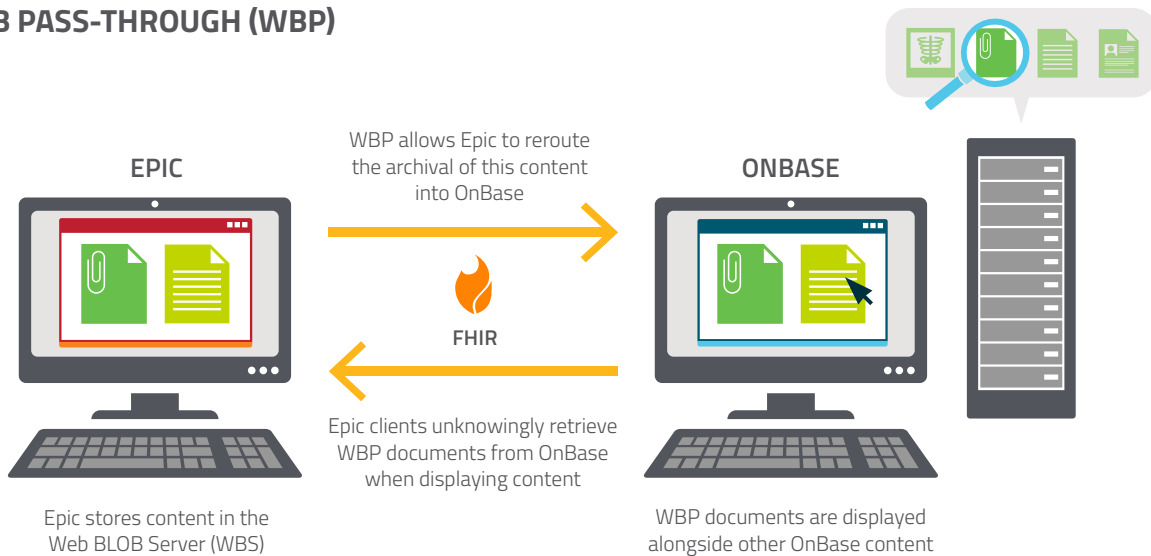 B PASS-THROUGH (WBP)
EPIC
WBP allows Epic to reroute
the archival of this content
into OnBase
ONBASE
FHIR
Epic clients unknowingly retrieve
WBP documents from OnBase
when displaying content
Epic stores content in the
Web BLOB Server (WBS)
WBP documents are displayed
alongside other OnBase content